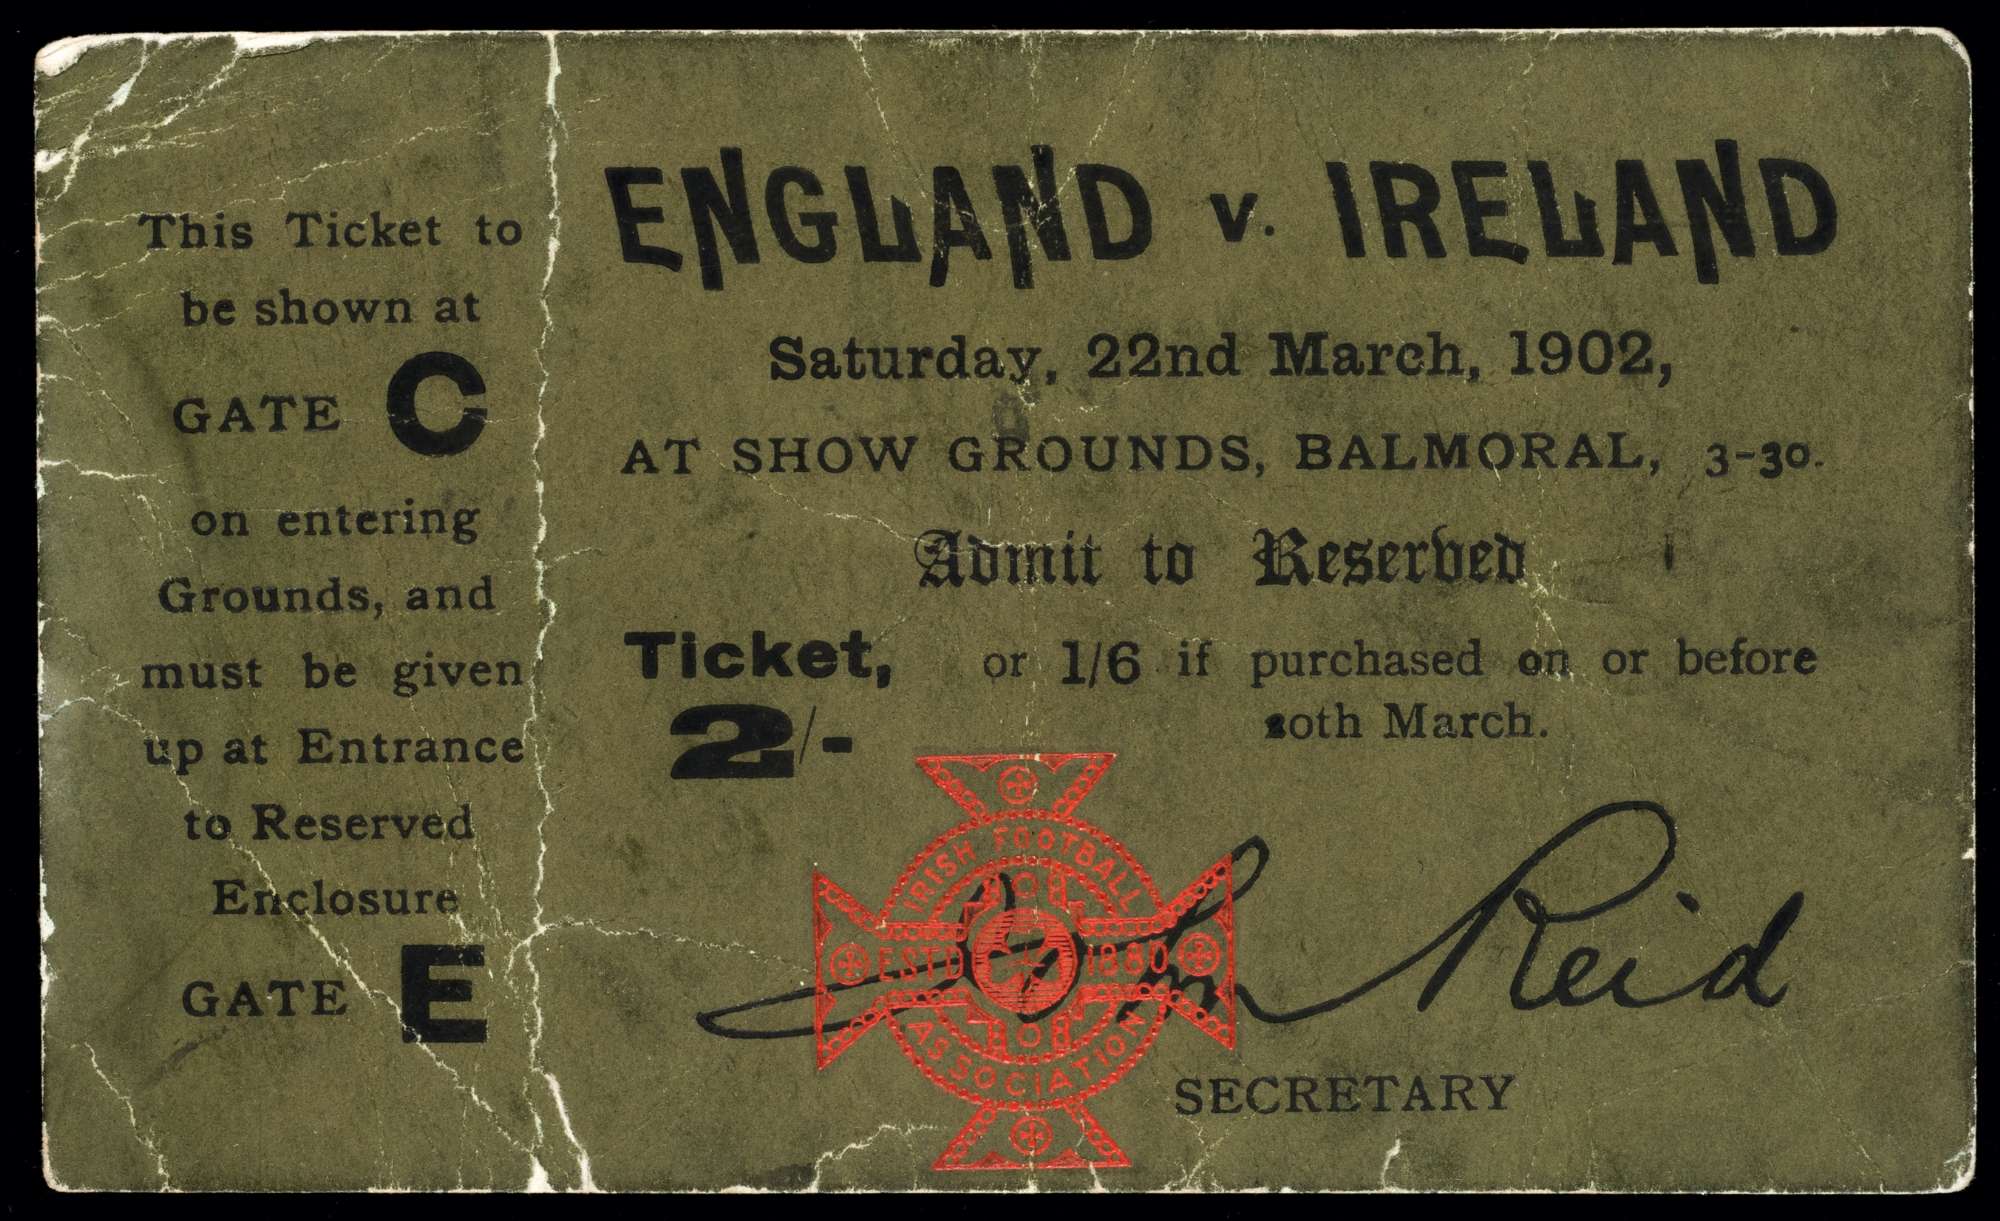 This Ticket to
be shown at
GATE C
on entering
Grounds, and
must be given
up at Entrance
to Reserved
Enclosure
GATE E
ENGLAND v. IRELAND
Saturday, 22nd March, 1902,
AT SHOW GROUNDS, BALMORAL, 3-30.
Admit to Reserved
Ticket, or 1/6 if purchased on or before
2/- 20th March.
IRISH FOOTBALL
ESTD 1880
ASSOCIATION
Reid
SECRETARY